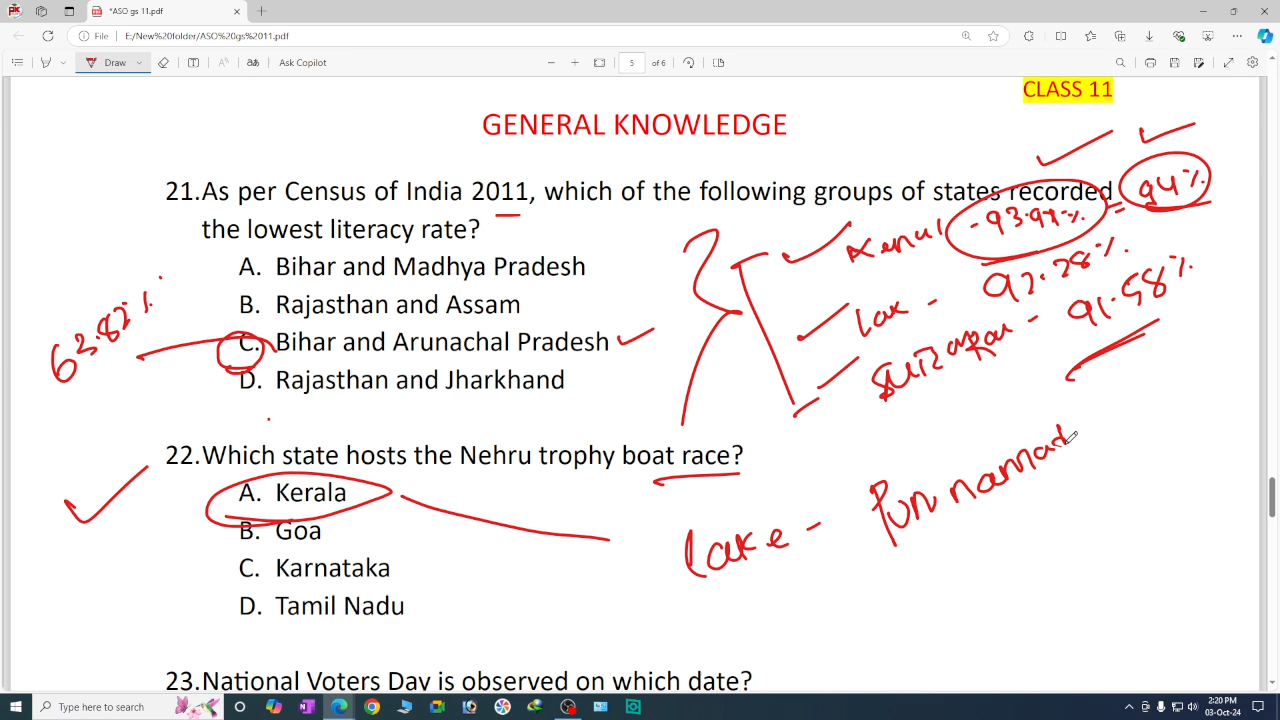 *ASO gs 11.pdf
File E:/New%20folder/ASO%20gs%2011.pdf
Draw Ask Copilot 5 of 6
CLASS 11
GENERAL KNOWLEDGE
21.As per Census of India 2011, which of the following groups of states recorded
the lowest literacy rate?
A. Bihar and Madhya Pradesh
B. Rajasthan and Assam
C. Bihar and Arunachal Pradesh
D. Rajasthan and Jharkhand
63.82%
94%
= 
Lak - 92.28%
91.58%
22.Which state hosts the Nehru trophy boat race?
A. Kerala
B. Goa
C. Karnataka
D. Tamil Nadu
Lake - Punnamad
23.National Voters Day is observed on which date?
Type here to search
2:20 PM
03-Oct-24